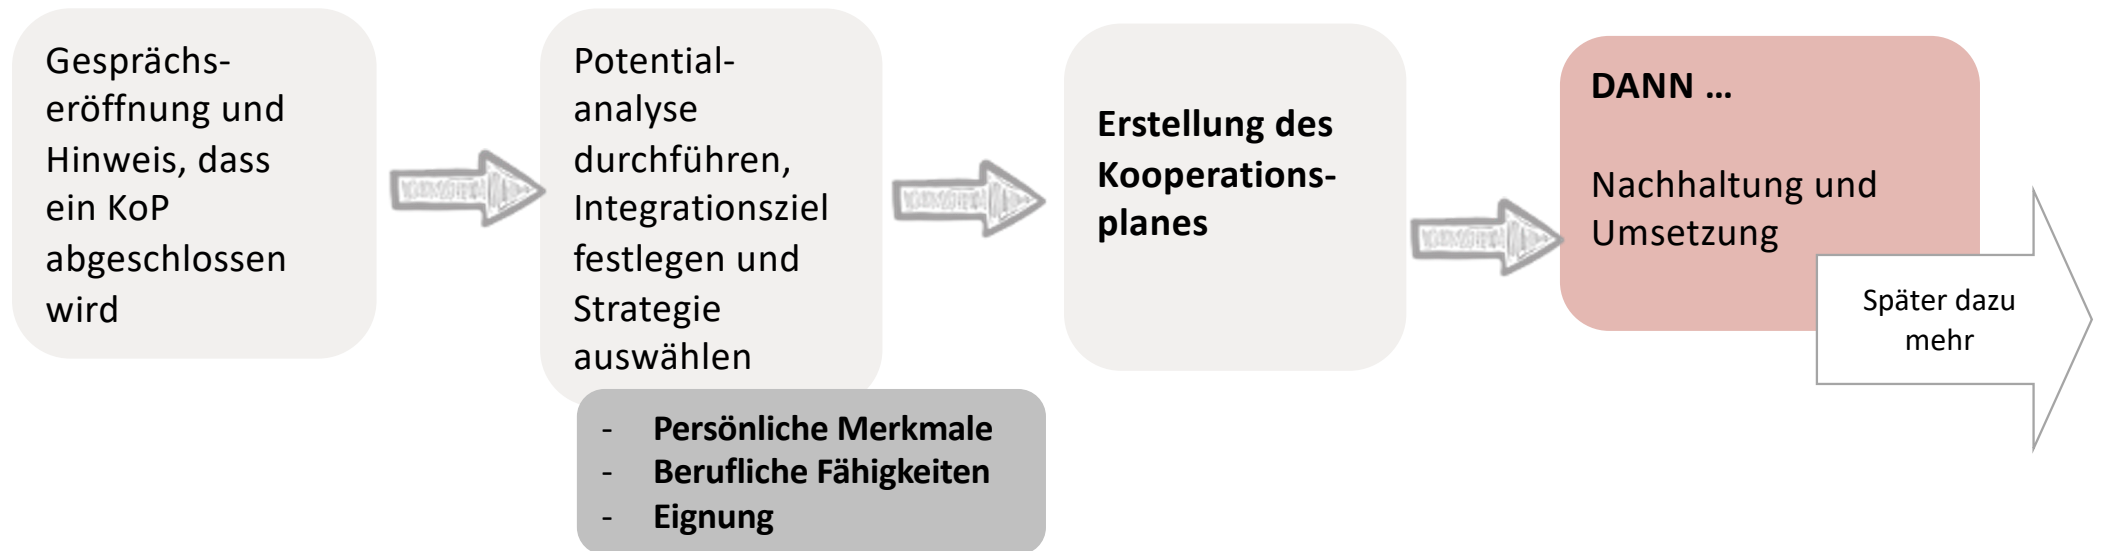 Gesprächs-
eröffnung und
Hinweis, dass
ein KoP
abgeschlossen
wird
Potential-
analyse
durchführen,
Integrationsziel
festlegen und
Strategie
auswählen
- Persönliche Merkmale
- Berufliche Fähigkeiten
- Eignung
Erstellung des
Kooperations-
planes
DANN …
Nachhaltung und
Umsetzung
Später dazu
mehr